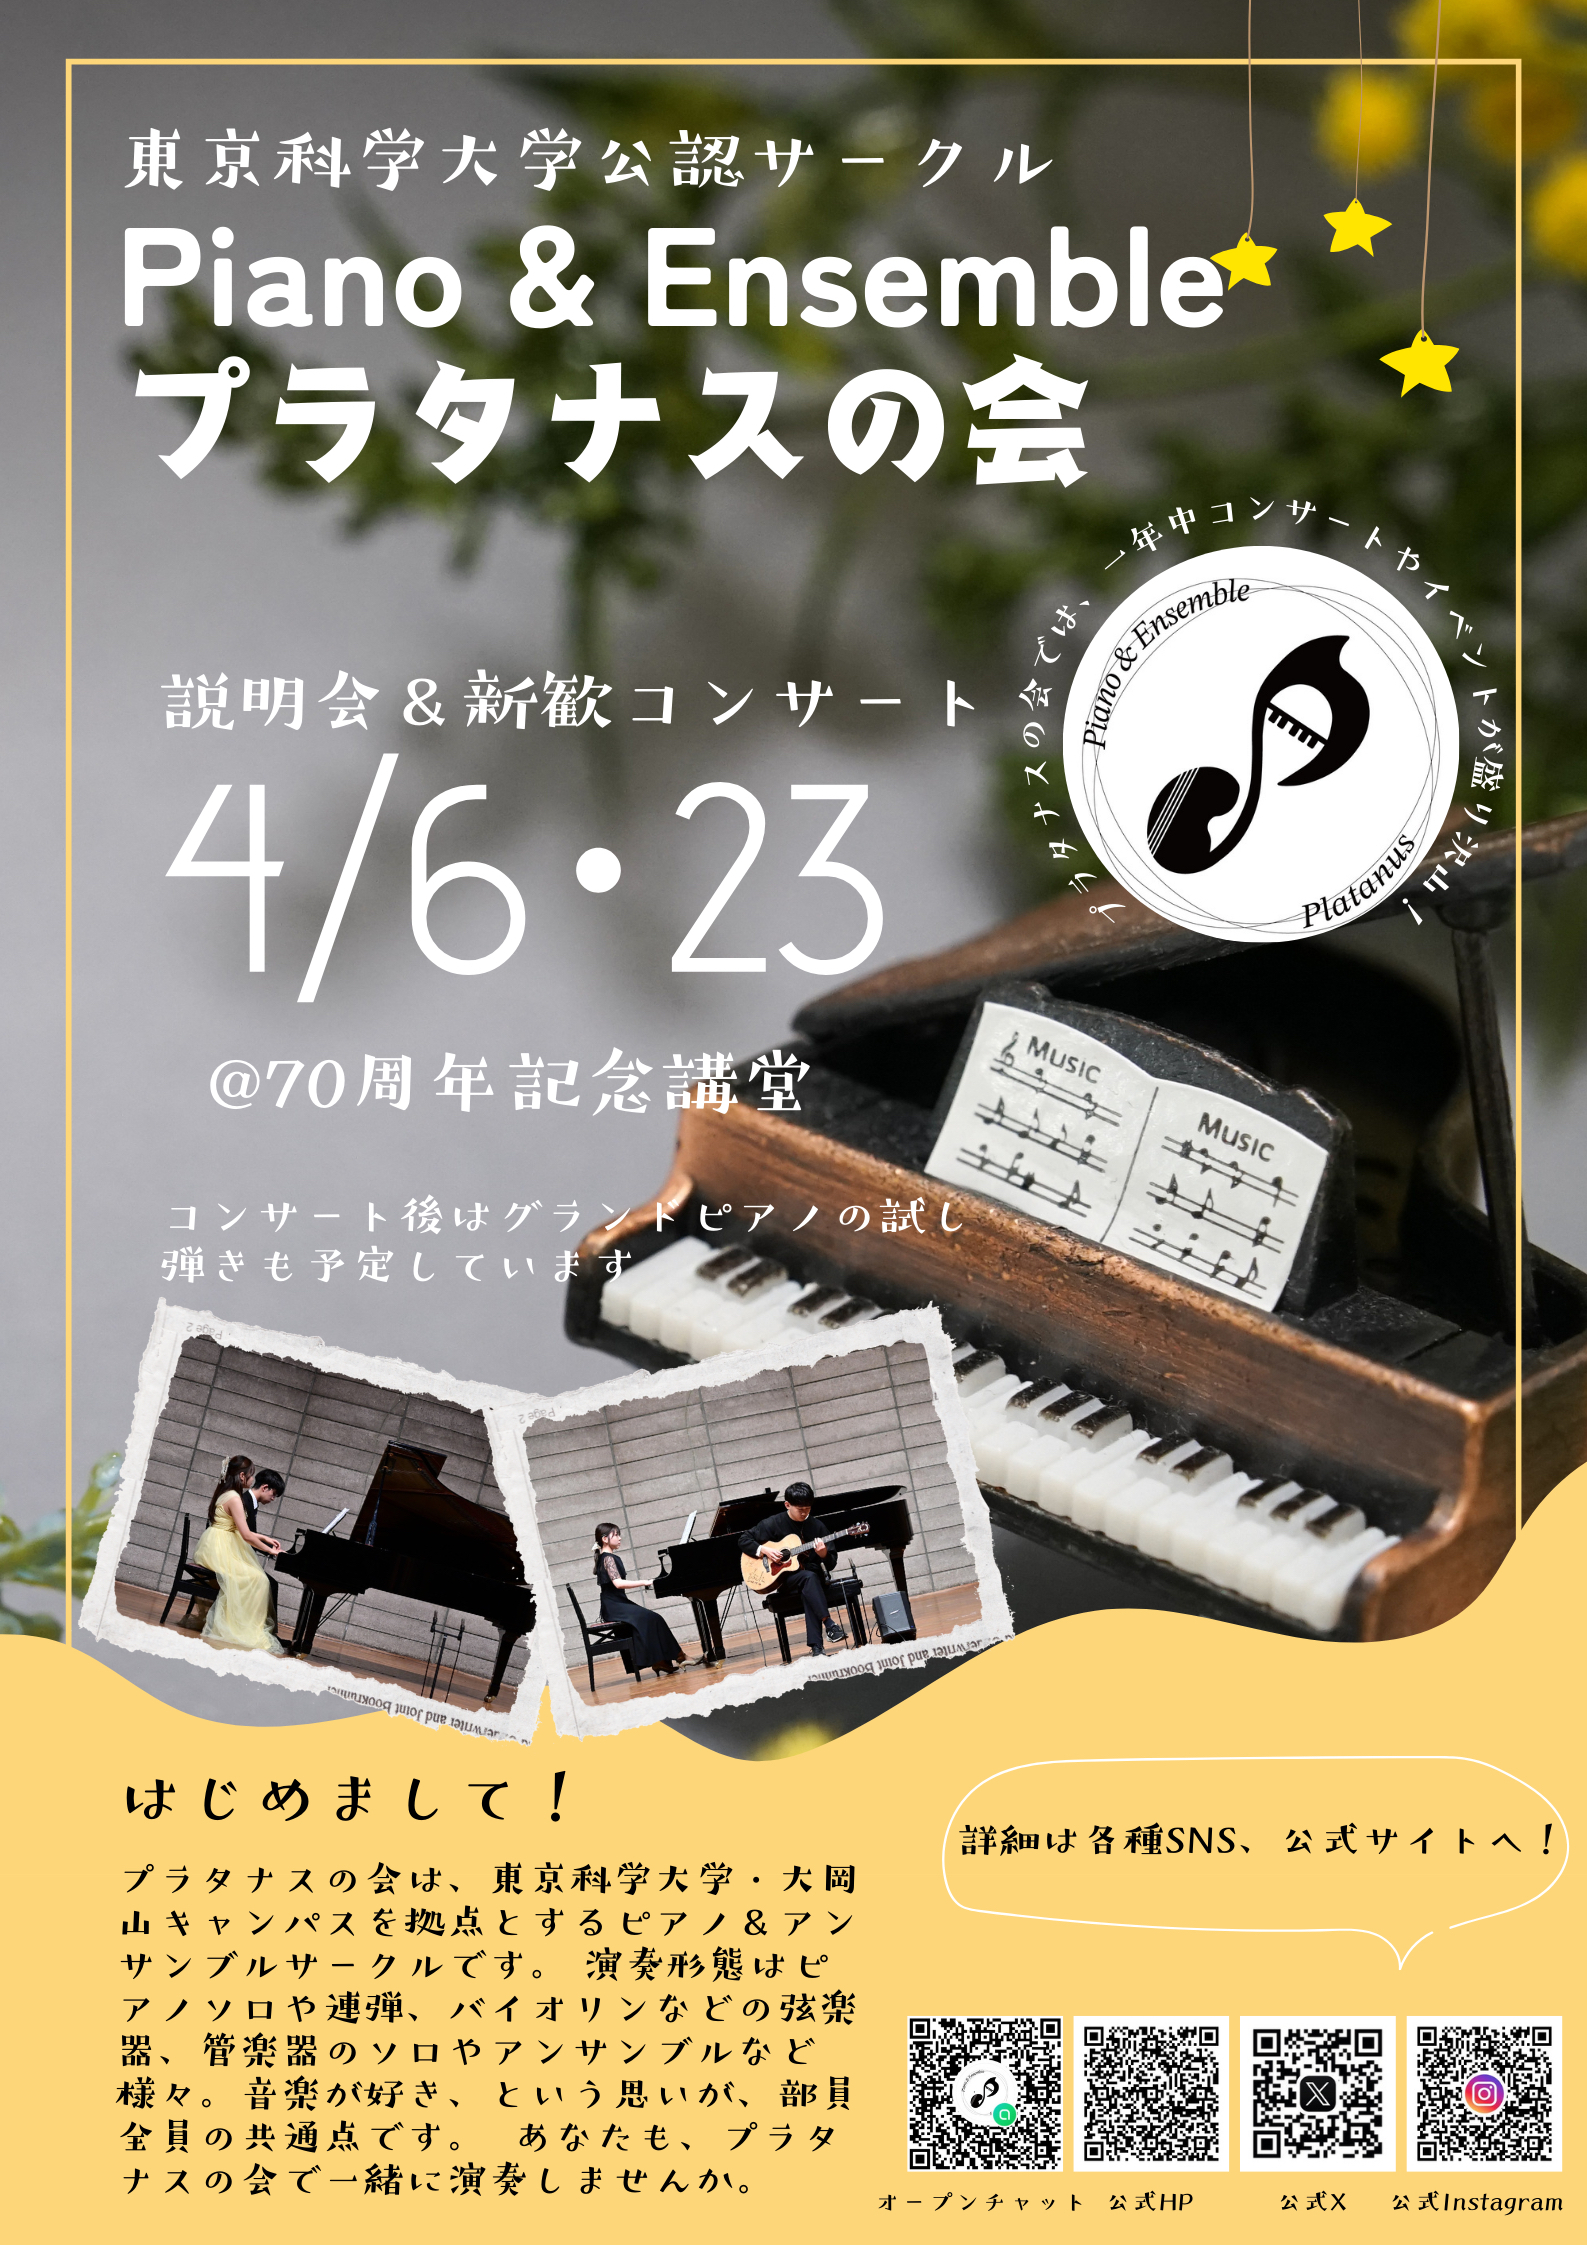 東京科学大学公認サークル
Piano & Ensemble
プラタナスの会
プラタナスの会では、一年中コンサートやイベントが盛り沢山!
Piano & Ensemble
Platanus
説明会&新歓コンサート
4/6・23
@70周年記念講堂
コンサート後はグランドピアノの試し
弾きも予定しています
Music
Music
Page 2
Page 2
and Joint Bookrunner
and Joint Bookrunner
はじめまして!
プラタナスの会は、東京科学大学・大岡
山キャンパスを拠点とするピアノ&アン
サンブルサークルです。 演奏形態はピ
アノソロや連弾、バイオリンなどの弦楽
器、管楽器のソロやアンサンブルなど
様々。音楽が好き、という思いが、部員
全員の共通点です。 あなたも、プラタ
ナスの会で一緒に演奏しませんか。
詳細は各種SNS、公式サイトへ!
オープンチャット
公式HP
公式X
公式Instagram